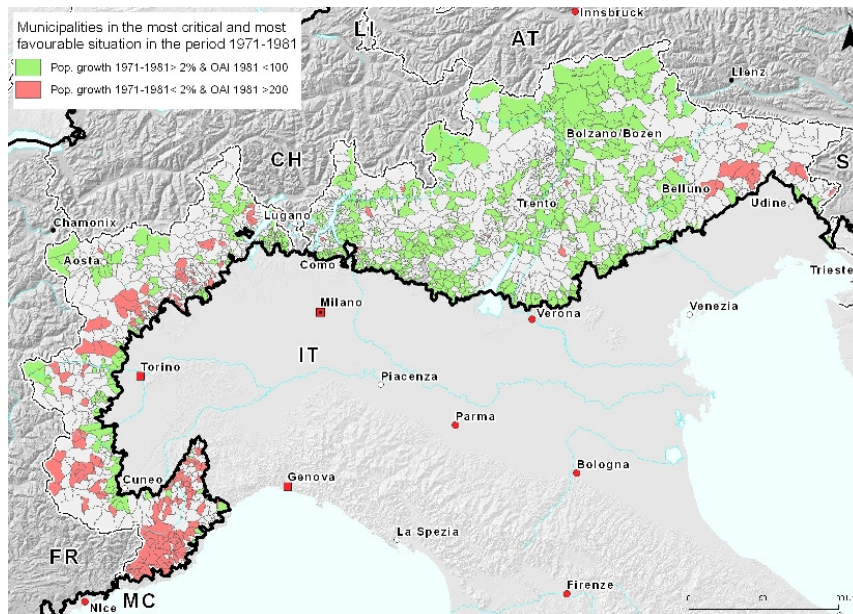 Municipalities in the most critical and most
favourable situation in the period 1971-1981
Pop. growth 1971-1981> 2% & OAI 1981 <100
Pop. growth 1971-1981< 2% & OAI 1981 >200
Innsbruck
LI
AT
Lienz
Bolzano/Bozen
CH
S
Belluno
Lugano
Trento
Udine
Chamonix
Aosta
Como
Trieste
Milano
Verona
Venezia
IT
Torino
Piacenza
Parma
Cuneo
Genova
Bologna
La Spezia
FR
Firenze
MC
Nice
0